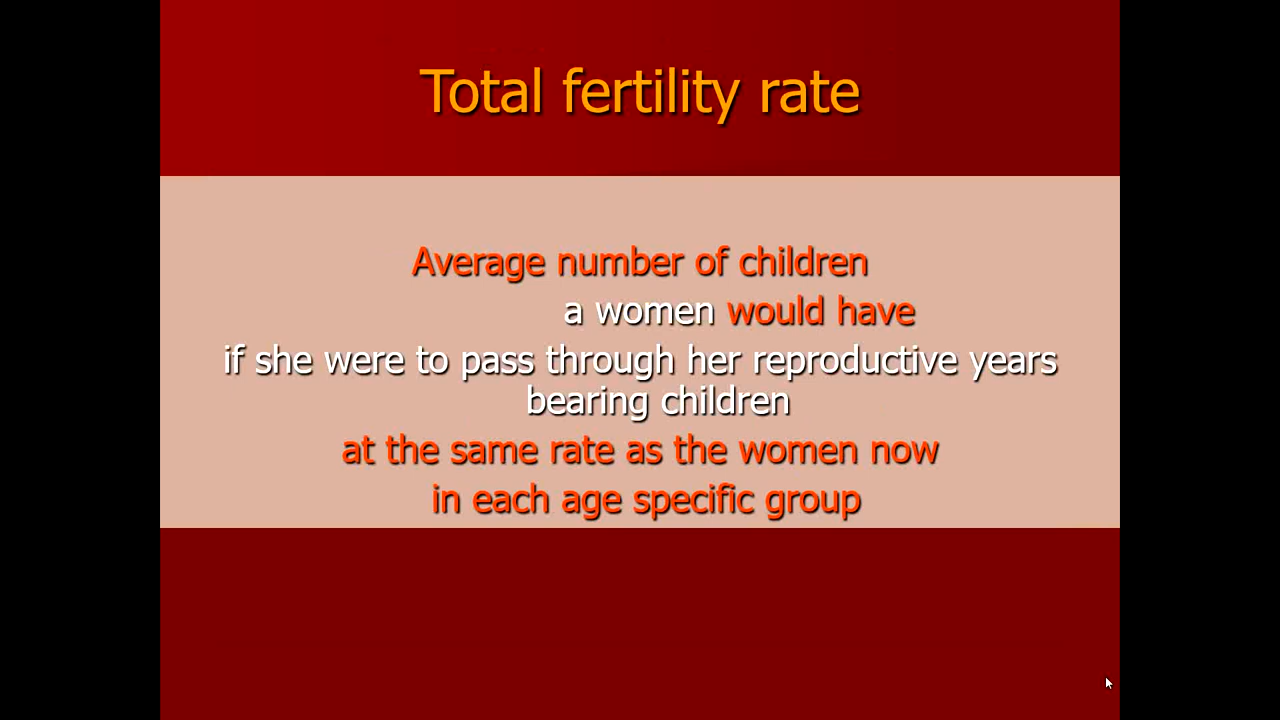 Total fertility rate
Average number of children
a women would have
if she were to pass through her reproductive years
bearing children
at the same rate as the women now
in each age specific group